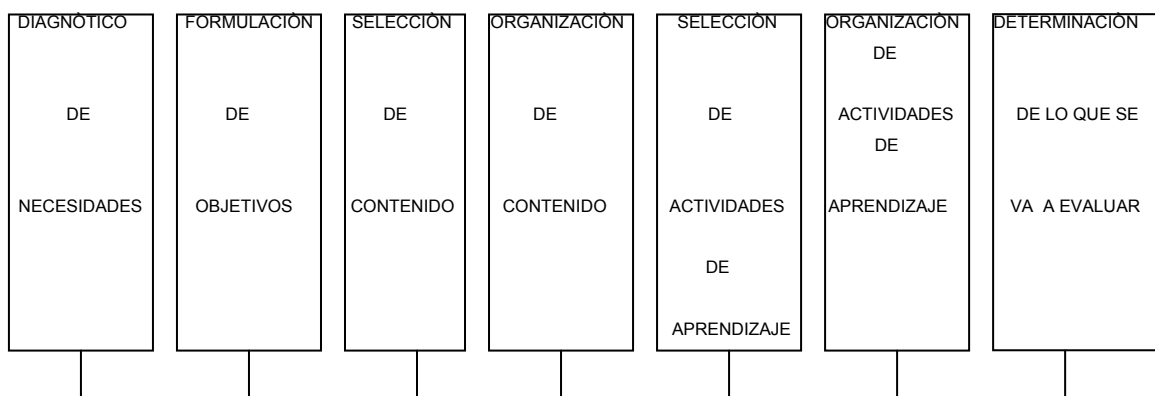 DIAGNÒTICO
DE
NECESIDADES
FORMULACIÒN
DE
OBJETIVOS
SELECCIÒN
DE
CONTENIDO
ORGANIZACIÒN
DE
CONTENIDO
SELECCIÒN
DE
ACTIVIDADES
DE
APRENDIZAJE
ORGANIZACIÒN
DE
ACTIVIDADES
DE
APRENDIZAJE
DETERMINACIÒN
DE LO QUE SE
VA A EVALUAR